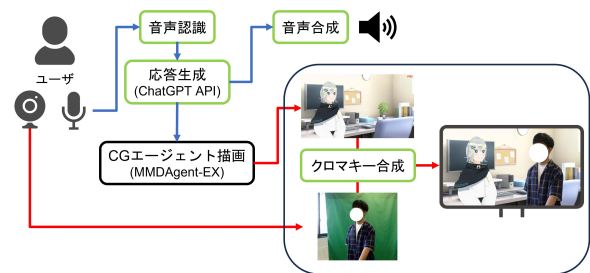 音声認識
音声合成
ユーザ
応答生成
(ChatGPT API)
CGエージェント描画
(MMDAgent-EX)
クロマキー合成